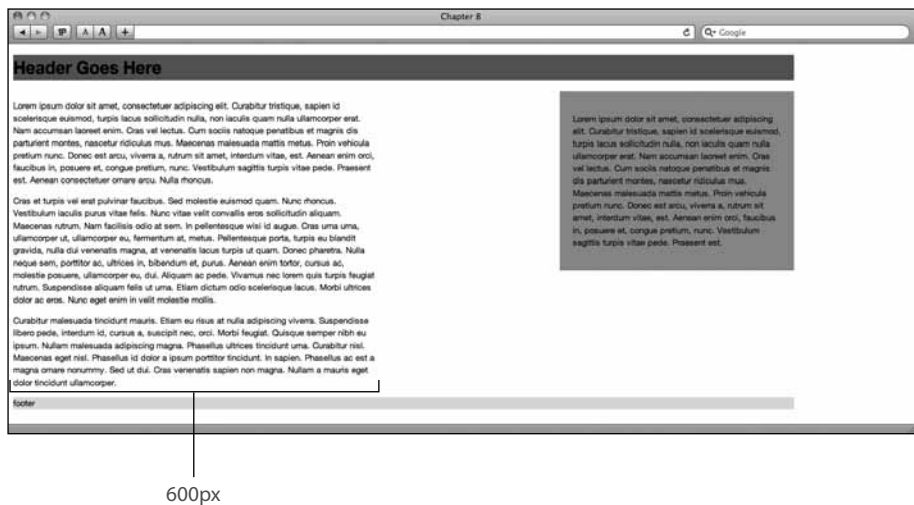 Chapter 8
1P A A +
Google
Header Goes Here
Lorem ipsum dolor sit amet, consectetuer adipiscing elit. Curabitur tristique, sapien id
scelerisque euismod, turpis lacus sollicitudin nulla, non iaculis quam nulla ullamcorper erat.
Nam accumsan laoreet enim. Cras vel lectus. Cum sociis natoque penatibus et magnis dis
parturient montes, nascetur ridiculus mus. Maecenas malesuada mattis metus. Proin vehicula
pretium nunc. Donec est arcu, viverra a, rutrum sit amet, interdum vitae, est. Aenean enim orci,
faucibus in, posuere et, congue pretium, nunc. Vestibulum sagittis turpis vitae pede. Praesent
est. Aenean consectetuer ornare arcu. Nulla rhoncus.
Cras et turpis vel erat pulvinar faucibus. Sed molestie euismod quam. Nunc rhoncus.
Vestibulum iaculis purus vitae felis. Nunc vitae velit convallis eros sollicitudin aliquam.
Maecenas rutrum. Nam facilisis odio at sem. In pellentesque wisi id augue. Cras urna urna,
ullamcorper ut, ullamcorper eu, fermentum at, metus. Pellentesque porta, turpis eu blandit
gravida, nulla dui venenatis magna, at venenatis lacus turpis ut quam. Donec pharetra. Nulla
neque sem, porttitor ac, ultrices in, bibendum et, purus. Aenean enim tortor, cursus ac,
molestie posuere, ullamcorper eu, dui. Aliquam ac pede. Vivamus nec lorem quis turpis feugiat
rutrum. Suspendisse aliquam felis ut urna. Etiam dictum odio scelerisque lacus. Morbi ultrices
dolor ac eros. Nunc eget enim in velit molestie mollis.
Curabitur malesuada tincidunt mauris. Etiam eu risus at nulla adipiscing viverra. Suspendisse
libero pede, interdum id, cursus a, suscipit nec, orci. Morbi feugiat. Quisque semper nibh eu
ipsum. Nullam malesuada adipiscing magna. Phasellus ultrices tincidunt urna. Curabitur nisl.
Maecenas eget nisl. Phasellus id dolor a ipsum porttitor tincidunt. In sapien. Phasellus ac est a
magna ornare nonummy. Sed ut dui. Cras venenatis sapien non magna. Nullam a mauris eget
dolor tincidunt ullamcorper.
Lorem ipsum dolor sit amet, consectetuer adipiscing
elit. Curabitur tristique, sapien id scelerisque euismod,
turpis lacus sollicitudin nulla, non iaculis quam nulla
ullamcorper erat. Nam accumsan laoreet enim. Cras
vel lectus. Cum sociis natoque penatibus et magnis
dis parturient montes, nascetur ridiculus mus.
Maecenas malesuada mattis metus. Proin vehicula
pretium nunc. Donec est arcu, viverra a, rutrum sit
amet, interdum vitae, est. Aenean enim orci, faucibus
in, posuere et, congue pretium, nunc. Vestibulum
sagittis turpis vitae pede. Praesent est.
footer
600px